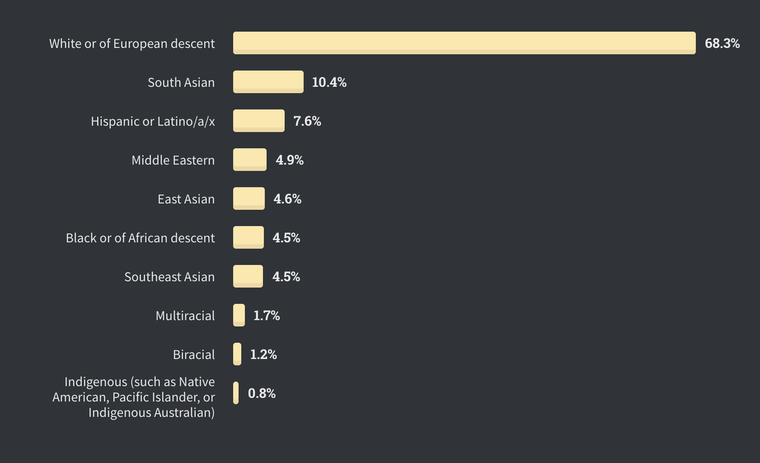 White or of European descent 68.3%
South Asian 10.4%
Hispanic or Latino/a/x 7.6%
Middle Eastern 4.9%
East Asian 4.6%
Black or of African descent 4.5%
Southeast Asian 4.5%
Multiracial 1.7%
Biracial 1.2%
Indigenous (such as Native
American, Pacific Islander, or 0.8%
Indigenous Australian)